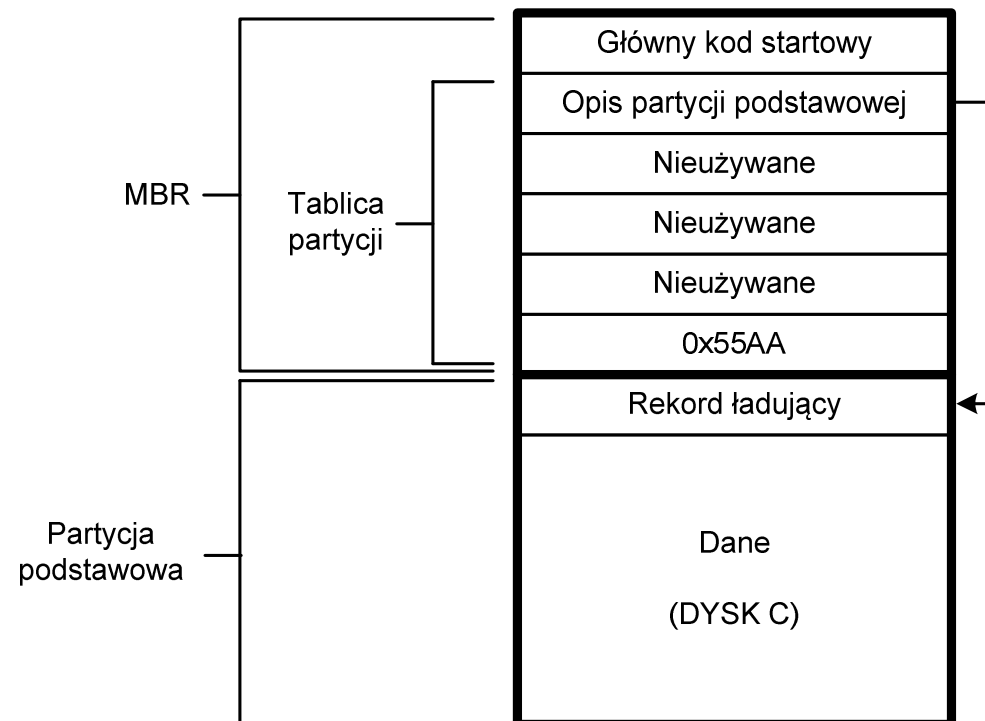 Główny kod startowy
Opis partycji podstawowej
Nieużywane
Nieużywane
Nieużywane
0x55AA
MBR
Tablica
partycji
Rekord ładujący
Dane
(DYSK C)
Partycja
podstawowa